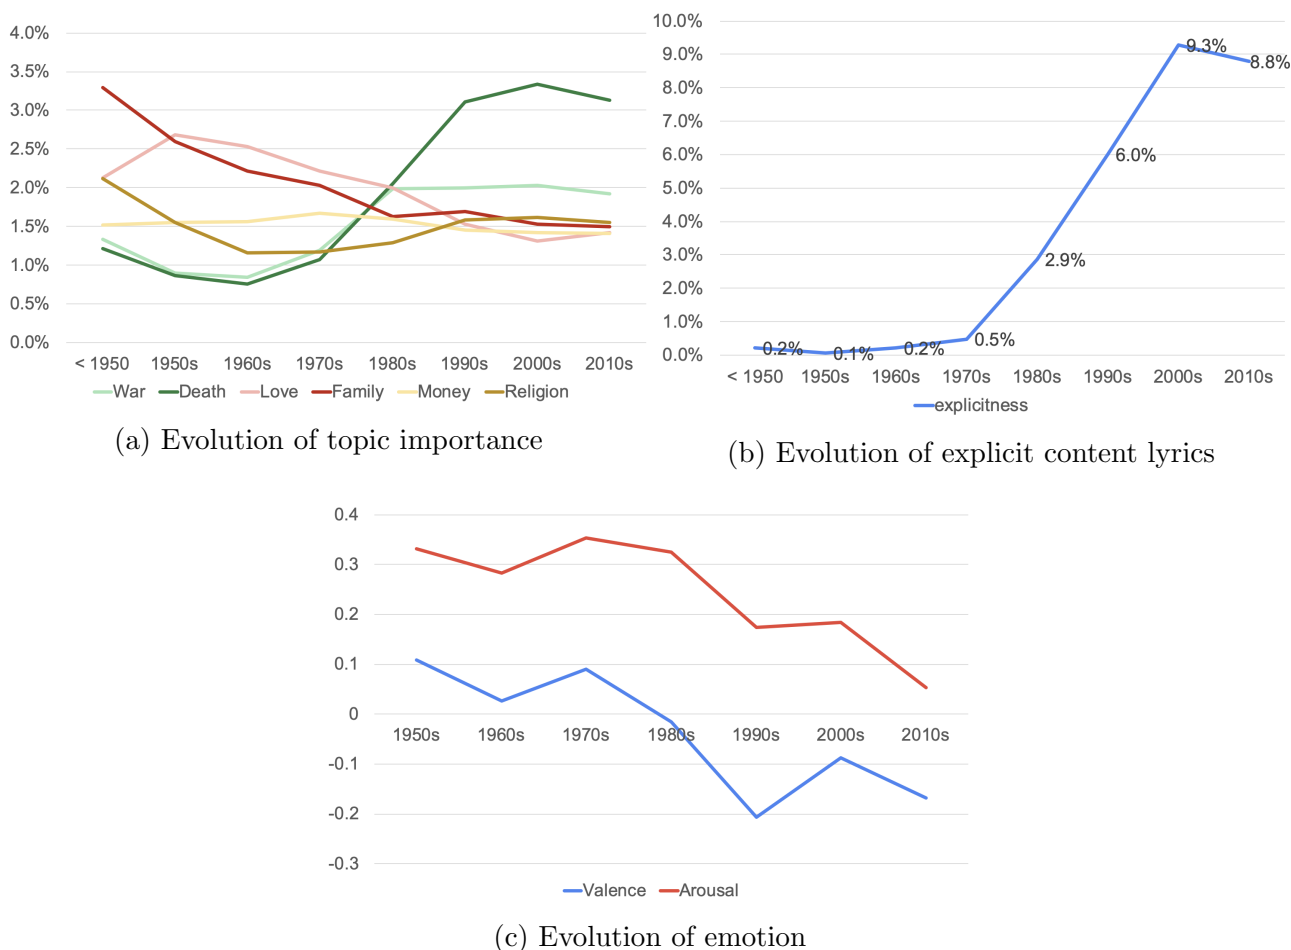 4.0%
3.5%
3.0%
2.5%
2.0%
1.5%
1.0%
0.5%
0.0%
< 1950 1950s 1960s 1970s 1980s 1990s 2000s 2010s
War Death Love Family Money Religion
(a) Evolution of topic importance
10.0%
9.0%
8.0%
7.0%
6.0%
5.0%
4.0%
3.0%
2.0%
1.0%
0.0%
0.2% 0.1% 0.2% 0.5% 2.9% 6.0% 9.3% 8.8%
< 1950 1950s 1960s 1970s 1980s 1990s 2000s 2010s
explicitness
(b) Evolution of explicit content lyrics
0.4
0.3
0.2
0.1
0
-0.1
-0.2
-0.3
1950s 1960s 1970s 1980s 1990s 2000s 2010s
Valence Arousal
(c) Evolution of emotion